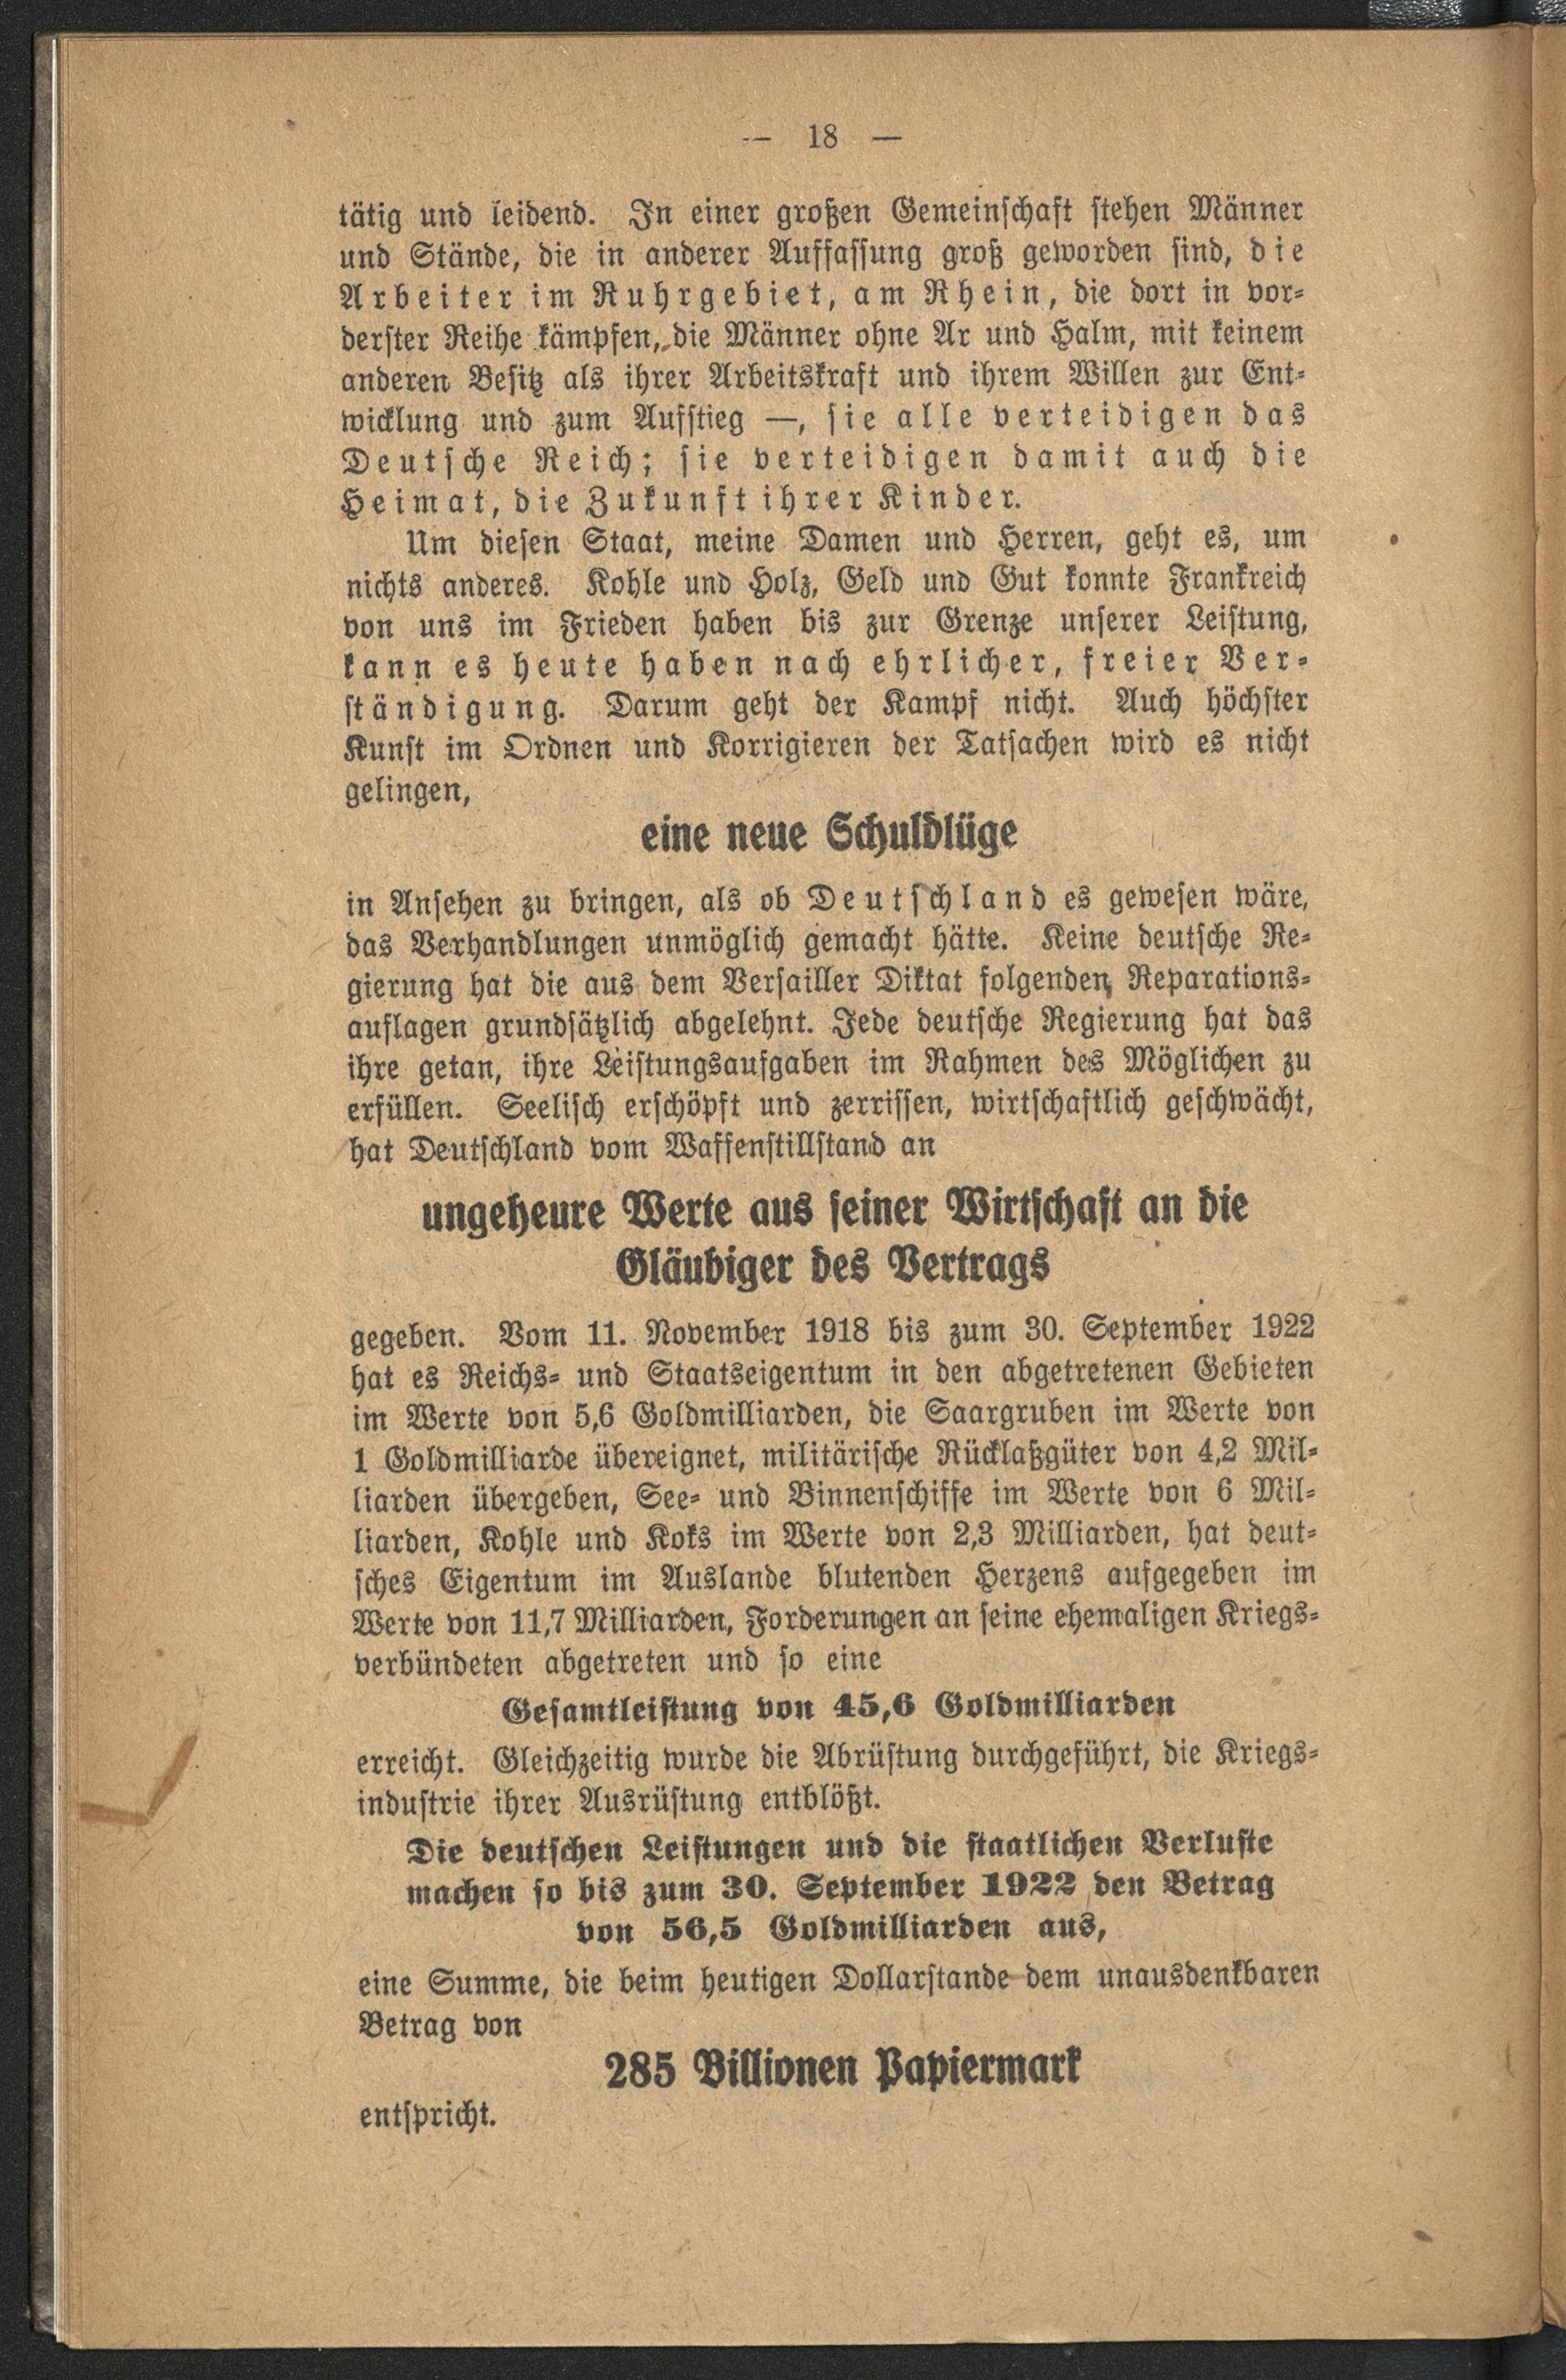 — 18 —
tätig und leidend. In einer großen Gemeinschaft stehen Männer
und Stände, die in anderer Auffassung groß geworden sind, die
Arbeiter im Ruhrgebiet, am Rhein, die dort in vor-
derster Reihe kämpfen, die Männer ohne Ar und Halm, mit keinem
anderen Besitz als ihrer Arbeitskraft und ihrem Willen zur Ent-
wicklung und zum Aufstieg —, sie alle verteidigen das
Deutsche Reich; sie verteidigen damit auch die
Heimat, die Zukunft ihrer Kinder.
Um diesen Staat, meine Damen und Herren, geht es, um
nichts anderes. Kohle und Holz, Geld und Gut konnte Frankreich
von uns im Frieden haben bis zur Grenze unserer Leistung,
kann es heute haben nach ehrlicher, freier Ver-
ständigung. Darum geht der Kampf nicht. Auch höchster
Kunst im Ordnen und Korrigieren der Tatsachen wird es nicht
gelingen,
eine neue Schuldlüge
in Ansehen zu bringen, als ob Deutschland es gewesen wäre,
das Verhandlungen unmöglich gemacht hätte. Keine deutsche Re-
gierung hat die aus dem Versailler Diktat folgenden Reparations-
auflagen grundsätzlich abgelehnt. Jede deutsche Regierung hat das
ihre getan, ihre Leistungsaufgaben im Rahmen des Möglichen zu
erfüllen. Seelisch erschöpft und zerrissen, wirtschaftlich geschwächt,
hat Deutschland vom Waffenstillstand an
ungeheure Werte aus seiner Wirtschaft an die
Gläubiger des Vertrags
gegeben. Vom 11. November 1918 bis zum 30. September 1922
hat es Reichs- und Staatseigentum in den abgetretenen Gebieten
im Werte von 5,6 Goldmilliarden, die Saargruben im Werte von
1 Goldmilliarde übereignet, militärische Rücklaßgüter von 4,2 Mil-
liarden übergeben, See- und Binnenschiffe im Werte von 6 Mil-
liarden, Kohle und Koks im Werte von 2,3 Milliarden, hat deut-
sches Eigentum im Auslande blutenden Herzens aufgegeben im
Werte von 11,7 Milliarden, Forderungen an seine ehemaligen Kriegs-
verbündeten abgetreten und so eine
Gesamtleistung von 45,6 Goldmilliarden
erreicht. Gleichzeitig wurde die Abrüstung durchgeführt, die Kriegs-
industrie ihrer Ausrüstung entblößt.
Die deutschen Leistungen und die staatlichen Verluste
machen so bis zum 30. September 1922 den Betrag
von 56,5 Goldmilliarden aus,
eine Summe, die beim heutigen Dollarstande dem unausdenkbaren
Betrag von
285 Billionen Papiermark
entspricht.